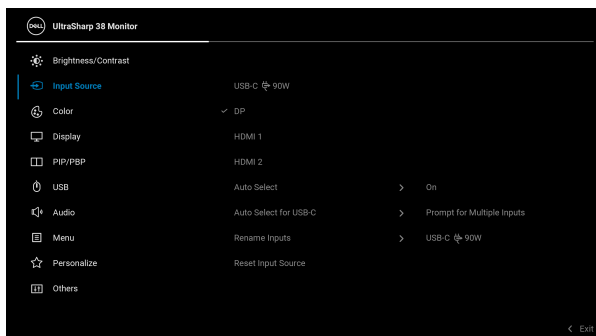 DELL UltraSharp 38 Monitor
Brightness/Contrast
Input Source USB-C 90W
Color DP
Display HDMI 1
PIP/PBP HDMI 2
USB Auto Select On
Audio Auto Select for USB-C Prompt for Multiple Inputs
Menu Rename Inputs USB-C 90W
Personalize Reset Input Source
Others
Exit